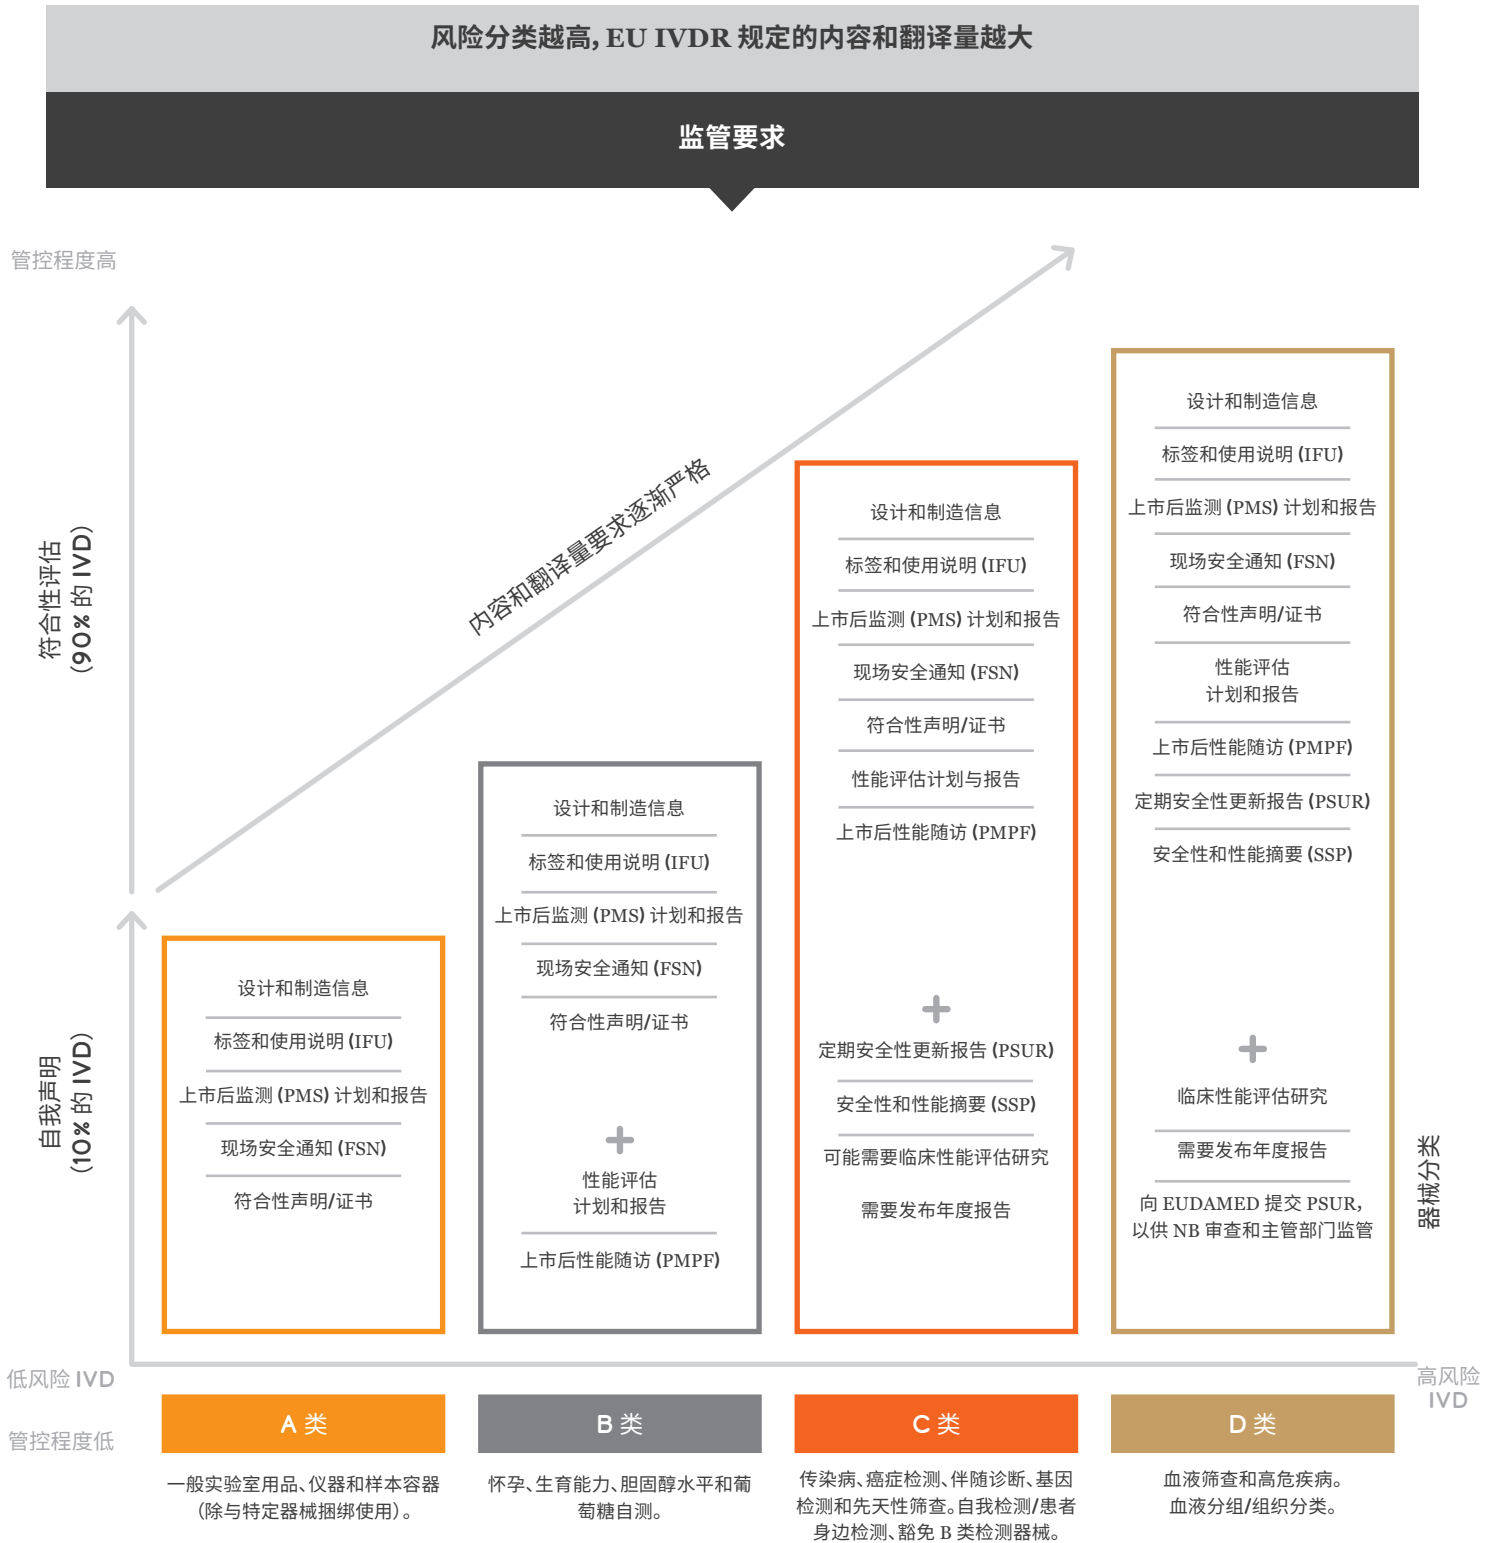 风险分类越高，EU IVDR 规定的内容和翻译量越大
监管要求
管控程度高
符合性评估
（90% 的 IVD）
自我声明
（10% 的 IVD）
内容和翻译量要求逐渐严格
设计和制造信息
标签和使用说明 (IFU)
上市后监测 (PMS) 计划和报告
现场安全通知 (FSN)
符合性声明/证书
设计和制造信息
标签和使用说明 (IFU)
上市后监测 (PMS) 计划和报告
现场安全通知 (FSN)
符合性声明/证书
+
性能评估
计划和报告
上市后性能随访 (PMPF)
设计和制造信息
标签和使用说明 (IFU)
上市后监测 (PMS) 计划和报告
现场安全通知 (FSN)
符合性声明/证书
性能评估计划与报告
上市后性能随访 (PMPF)
+
定期安全性更新报告 (PSUR)
安全性和性能摘要 (SSP)
可能需要临床性能评估研究
需要发布年度报告
设计和制造信息
标签和使用说明 (IFU)
上市后监测 (PMS) 计划和报告
现场安全通知 (FSN)
符合性声明/证书
性能评估
计划和报告
上市后性能随访 (PMPF)
定期安全性更新报告 (PSUR)
安全性和性能摘要 (SSP)
+
临床性能评估研究
需要发布年度报告
向 EUDAMED 提交 PSUR，
以供 NB 审查和主管部门监管
器械分类
低风险 IVD
高风险
IVD
管控程度低
A 类
B 类
C 类
D 类
一般实验室用品、仪器和样本容器
（除与特定器械捆绑使用）。
怀孕、生育能力、胆固醇水平和葡
萄糖自测。
传染病、癌症检测、伴随诊断、基因
检测和先天性筛查。自我检测/患者
身边检测、豁免 B 类检测器械。
血液筛查和高危疾病。
血液分组/组织分类。